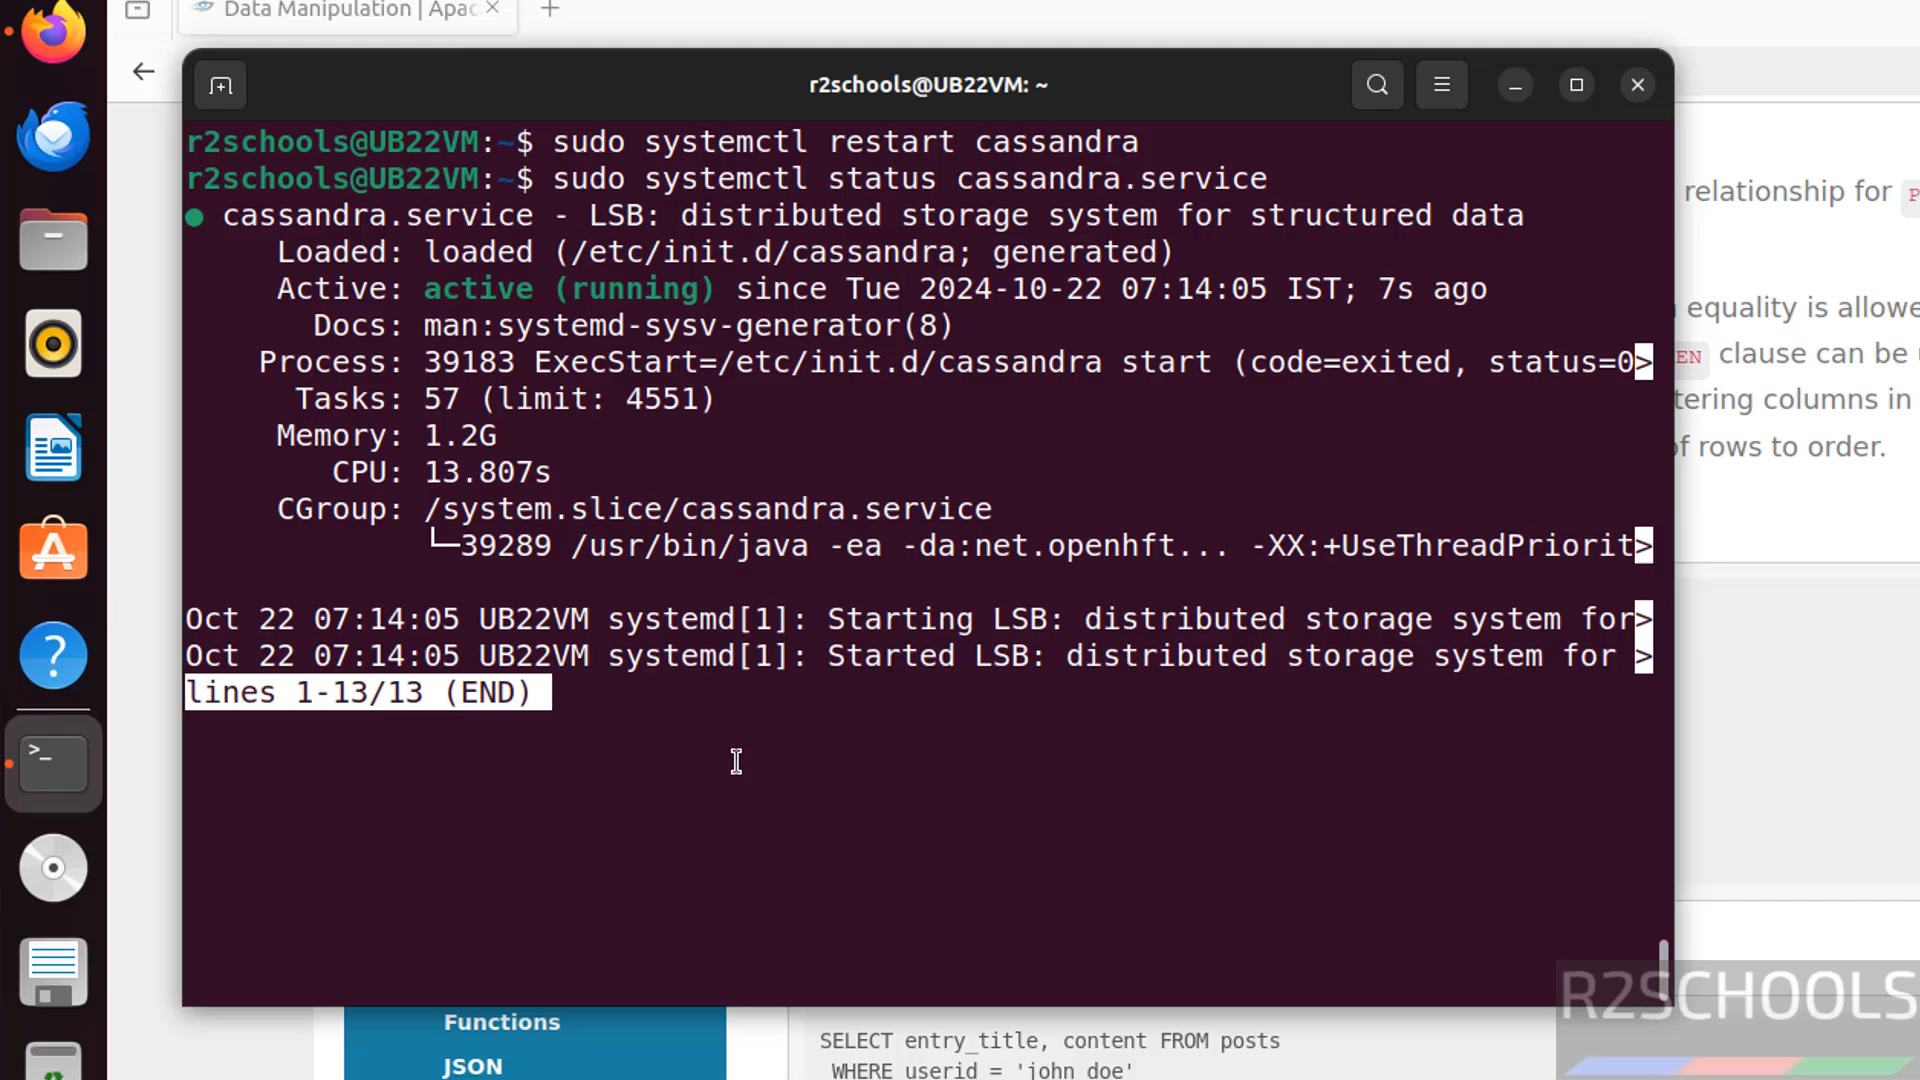 Data Manipulation | Apac
r2schools@UB22VM: ~
r2schools@UB22VM:~$ sudo systemctl restart cassandra
r2schools@UB22VM:~$ sudo systemctl status cassandra.service
● cassandra.service - LSB: distributed storage system for structured data
Loaded: loaded (/etc/init.d/cassandra; generated)
Active: active (running) since Tue 2024-10-22 07:14:05 IST; 7s ago
Docs: man:systemd-sysv-generator(8)
Process: 39183 ExecStart=/etc/init.d/cassandra start (code=exited, status=0>
Tasks: 57 (limit: 4551)
Memory: 1.2G
CPU: 13.807s
CGroup: /system.slice/cassandra.service
└─39289 /usr/bin/java -ea -da:net.openhft... -XX:+UseThreadPriorit>
Oct 22 07:14:05 UB22VM systemd[1]: Starting LSB: distributed storage system for>
Oct 22 07:14:05 UB22VM systemd[1]: Started LSB: distributed storage system for >
lines 1-13/13 (END)
relationship for P
equality is allowe
EN clause can be
tering columns in
of rows to order.
Functions
JSON
SELECT entry_title, content FROM posts
WHERE userid = 'john doe'
R2SCHOOLS